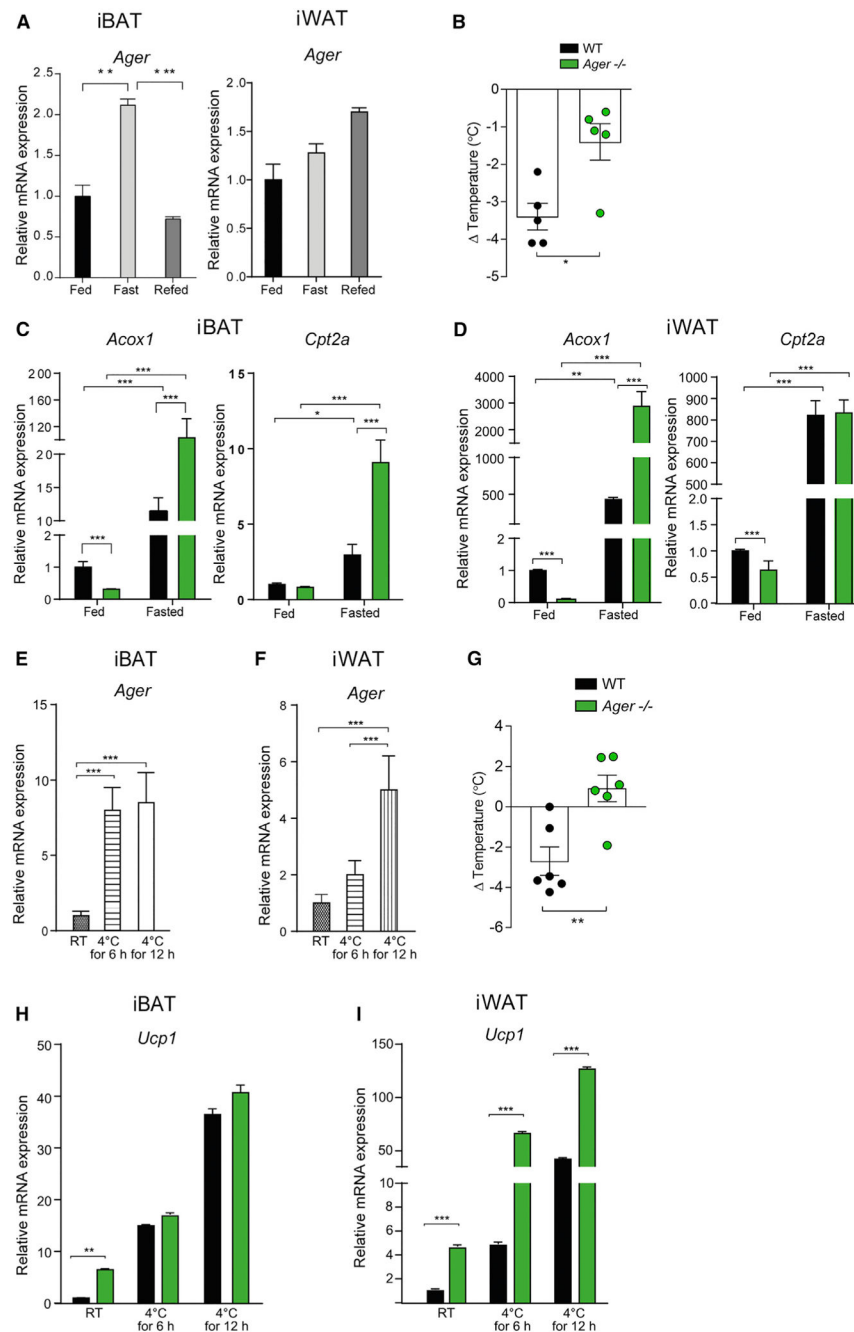 A
iBAT
iWAT
Ager
Ager
Relative mRNA expression
2.5
2.0
1.5
1.0
0.5
0.0
* *
* **
Fed
Fast
Refed
Relative mRNA expression
2.0
1.5
1.0
0.5
0.0
Fed
Fast
Refed
B
WT
Ager -/-
Δ Temperature (°C)
-1
-2
-3
-4
-5
*
C
iBAT
Acox1
Cpt2a
Relative mRNA expression
200
160
130
100
20
15
10
2
1
0
***
***
***
***
Fed
Fasted
Relative mRNA expression
15
10
5
0
***
*
***
Fed
Fasted
D
iWAT
Acox1
Cpt2a
Relative mRNA expression
4000
3000
2000
1000
500
2
1
0
***
**
***
***
Fed
Fasted
Relative mRNA expression
1,000
900
800
700
600
500
2.0
1.5
1.0
0.5
0.0
***
***
***
Fed
Fasted
E
iBAT
Ager
Relative mRNA expression
15
10
5
0
***
***
RT
4°C
for 6 h
4°C
for 12 h
F
iWAT
Ager
Relative mRNA expression
8
6
4
2
0
***
***
RT
4°C
for 6 h
4°C
for 12 h
G
WT
Ager -/-
Δ Temperature (°C)
4
2
0
-2
-4
-6
**
H
iBAT
Ucp1
Relative mRNA expression
50
40
30
20
10
0
**
RT
4°C
for 6 h
4°C
for 12 h
I
iWAT
Ucp1
Relative mRNA expression
150
100
50
8
6
4
2
***
***
***
RT
4°C
for 6 h
4°C
for 12 h